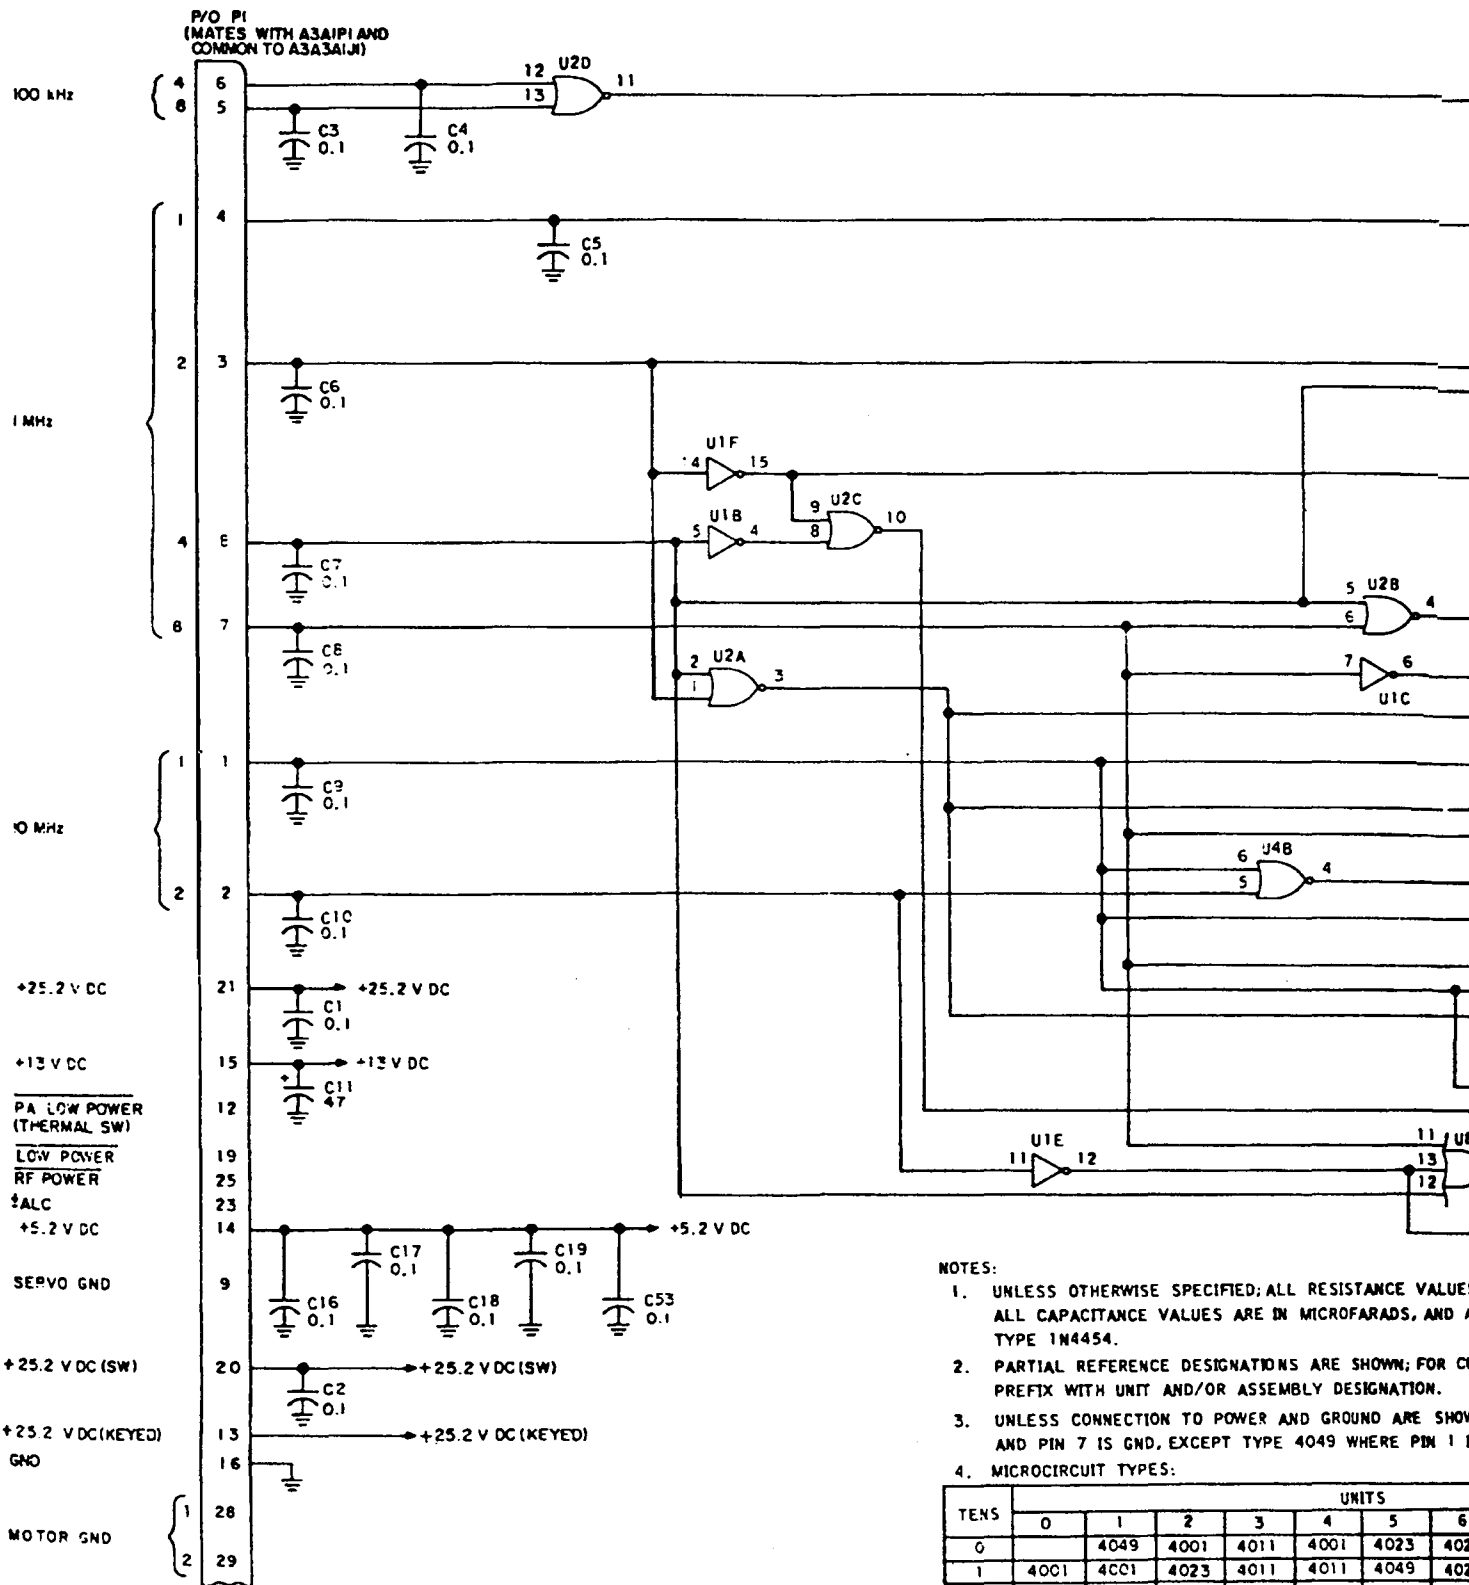 P/O P1
(MATES WITH A3A1P1 AND
COMMON TO A3A3A1J1)
100 kHz
4 6
8 5
12 U2D 11
13
C3
0.1
C4
0.1
1 4
C5
0.1
2 3
C6
0.1
1 MHz
U1F
14 15
U2C
9 10
8
U1B
5 4
4 6
C7
0.1
5 U2B 4
6
8 7
C8
0.1
U2A
2 3
1
7 6
U1C
1 1
C9
0.1
10 MHz
U4B
6 4
5
2 2
C10
0.1
+25.2 V DC 21 +25.2 V DC
C1
0.1
+13 V DC 15 +13 V DC
+
C11
47
PA LOW POWER 12
(THERMAL SW)
U1E
11 12
11
13
12
LOW POWER 19
RF POWER 25
±ALC 23
+5.2 V DC 14 +5.2 V DC
C17
0.1
C19
0.1
SERVO GND 9
C16
0.1
C18
0.1
C53
0.1
+25.2 V DC (SW) 20 +25.2 V DC (SW)
C2
0.1
+25.2 V DC (KEYED) 13 +25.2 V DC (KEYED)
GND 16
MOTOR GND
1 28
2 29
NOTES:
1. UNLESS OTHERWISE SPECIFIED; ALL RESISTANCE VALUES
ALL CAPACITANCE VALUES ARE IN MICROFARADS, AND
TYPE 1N4454.
2. PARTIAL REFERENCE DESIGNATIONS ARE SHOWN; FOR
PREFIX WITH UNIT AND/OR ASSEMBLY DESIGNATION.
3. UNLESS CONNECTION TO POWER AND GROUND ARE
AND PIN 7 IS GND, EXCEPT TYPE 4049 WHERE PIN 1
4. MICROCIRCUIT TYPES:
TENS UNITS
0 1 2 3 4 5 6
0 4049 4001 4011 4001 4023
1 4001 4001 4023 4011 4011 4049